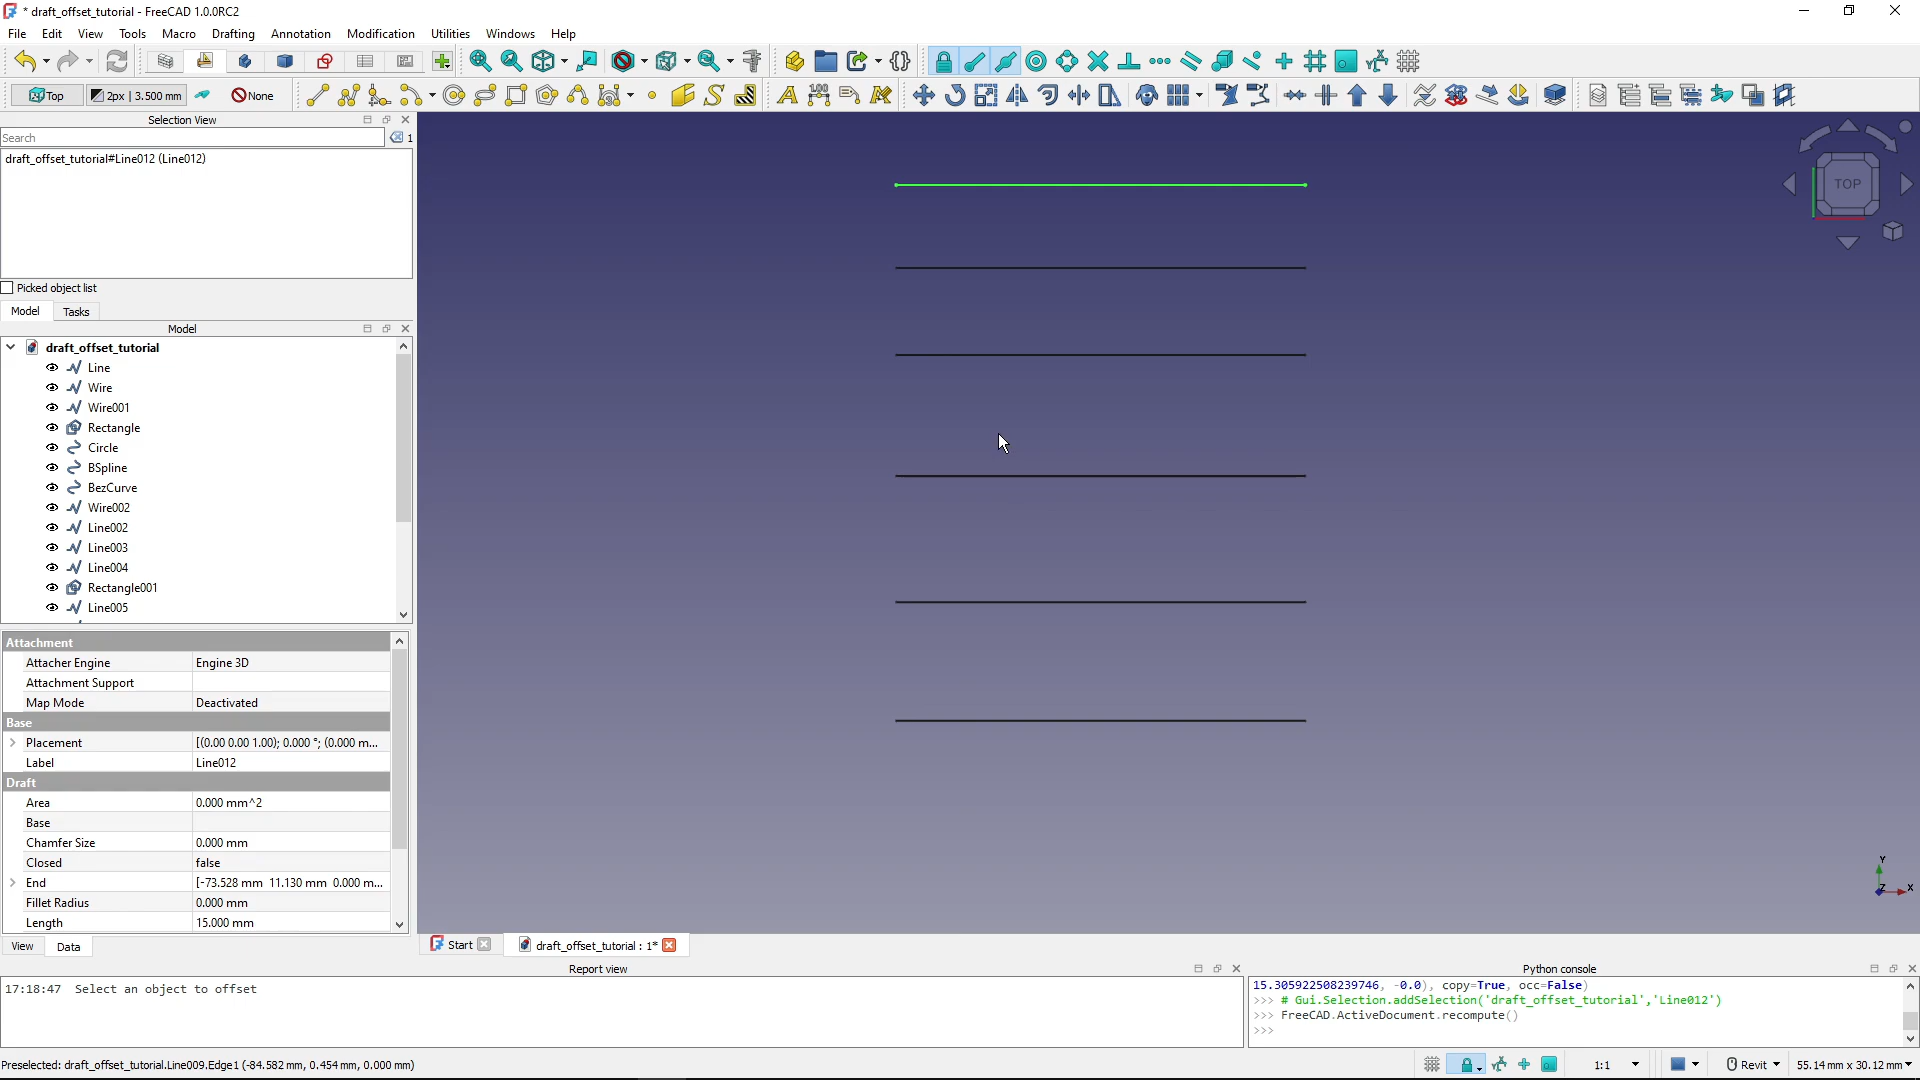 * draft_offset_tutorial - FreeCAD 1.0.0RC2
File Edit View Tools Macro Drafting Annotation Modification Utilities Windows Help
Top 2px | 3.500 mm None
Selection View
Search 1
draft_offset_tutorial#Line012 (Line012)
Picked object list
Model Tasks
Model
draft_offset_tutorial
Line
Wire
Wire001
Rectangle
Circle
BSpline
BezCurve
Wire002
Line002
Line003
Line004
Rectangle001
Line005
Attachment
Attacher Engine Engine 3D
Attachment Support
Map Mode Deactivated
Base
Placement [(0.00 0.00 1.00); 0.000 °; (0.000 m...
Label Line012
Draft
Area 0.000 mm^2
Base
Chamfer Size 0.000 mm
Closed false
End [-73.528 mm 11.130 mm 0.000 m...
Fillet Radius 0.000 mm
Length 15.000 mm
View Data
TOP
Y
Z X
Start draft_offset_tutorial : 1*
Report view
17:18:47 Select an object to offset
Python console
15.305922508239746, -0.0), copy=True, occ=False)
>>> # Gui.Selection.addSelection('draft_offset_tutorial','Line012')
>>> FreeCAD.ActiveDocument.recompute()
>>>
Preselected: draft_offset_tutorial.Line009.Edge1 (-84.582 mm, 0.454 mm, 0.000 mm)
1:1 Revit 55.14 mm x 30.12 mm